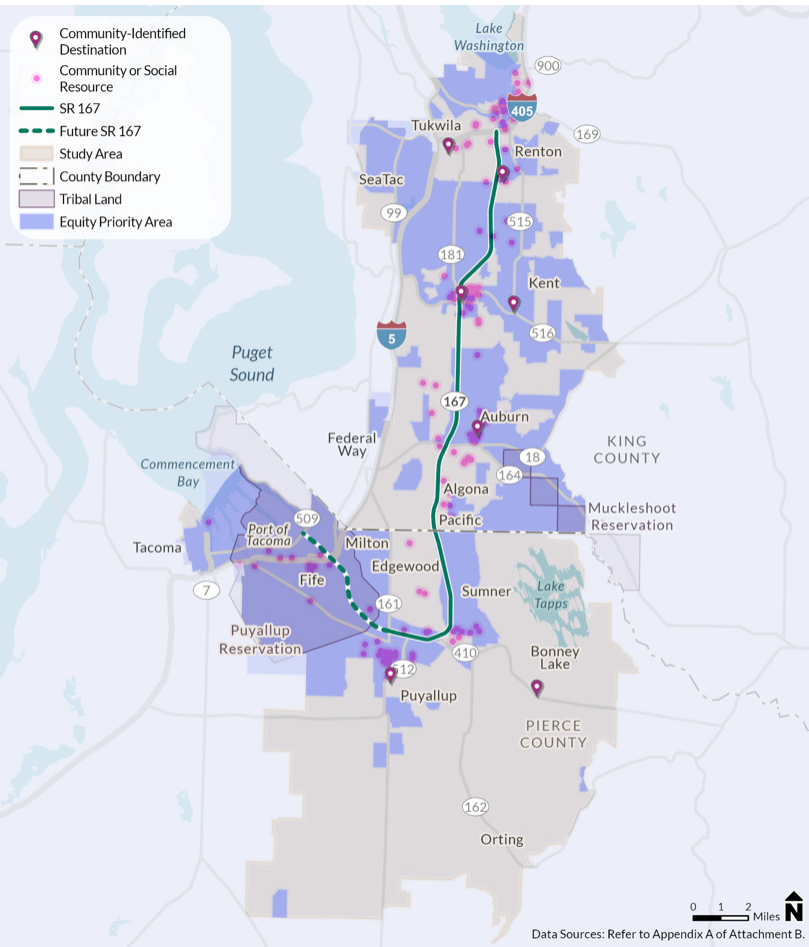 Community-Identified
Destination
Community or Social
Resource
SR 167
Future SR 167
Study Area
County Boundary
Tribal Land
Equity Priority Area
Lake
Washington
900
405
169
Tukwila
Renton
SeaTac
99
515
181
Kent
516
5
Puget
Sound
167
Auburn
Federal
Way
KING
COUNTY
18
164
Commencement
Bay
Algona
Muckleshoot
Reservation
Pacific
509
Port of
Tacoma
Tacoma
Milton
Edgewood
Fife
7
161
Sumner
Lake
Tapps
Puyallup
Reservation
410
Bonney
Lake
512
Puyallup
PIERCE
COUNTY
162
Orting
0 1 2
Miles
N
Data Sources: Refer to Appendix A of Attachment B.